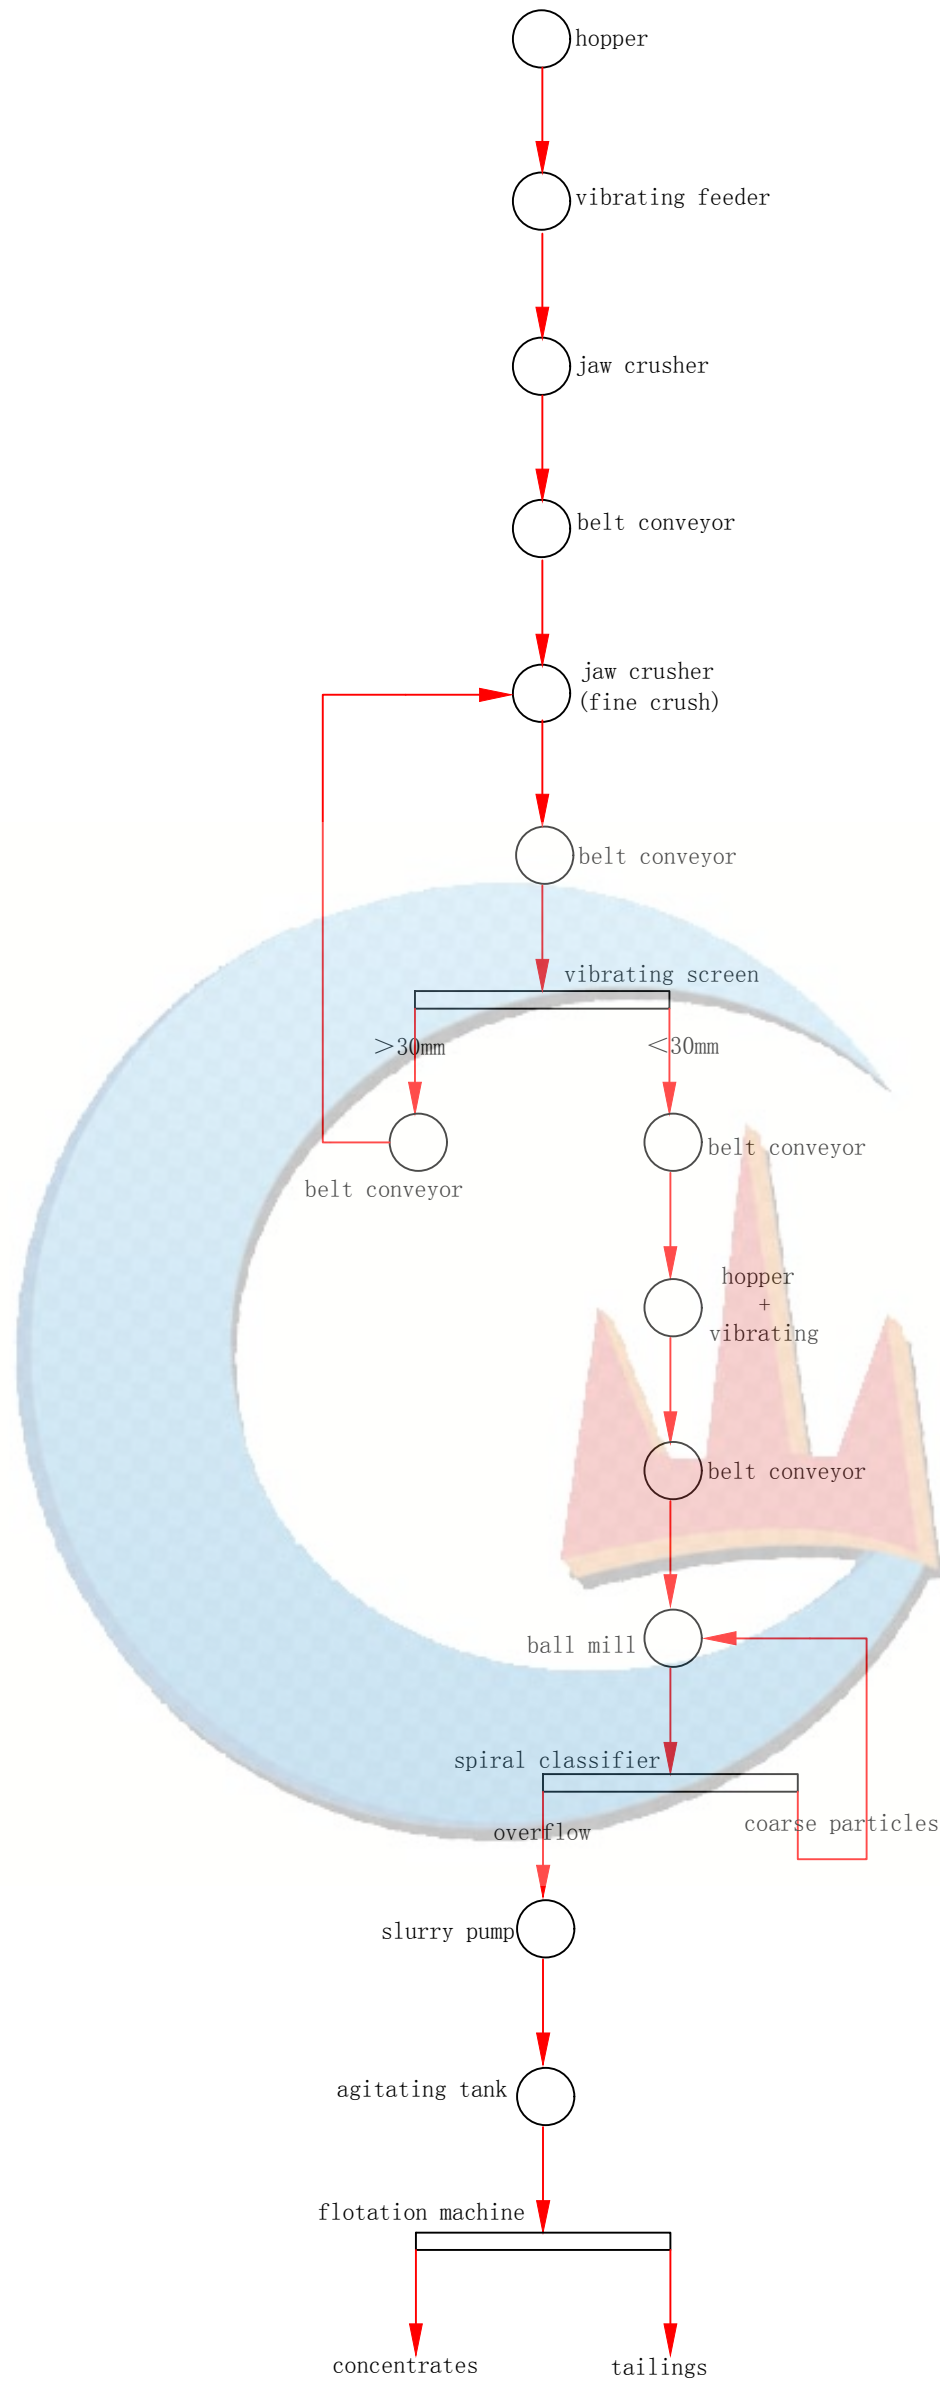 hopper
vibrating feeder
jaw crusher
belt conveyor
jaw crusher
(fine crush)
belt conveyor
vibrating screen
>30mm
<30mm
belt conveyor
belt conveyor
hopper
+
vibrating
belt conveyor
ball mill
spiral classifier
overflow
coarse particles
slurry pump
agitating tank
flotation machine
concentrates
tailings